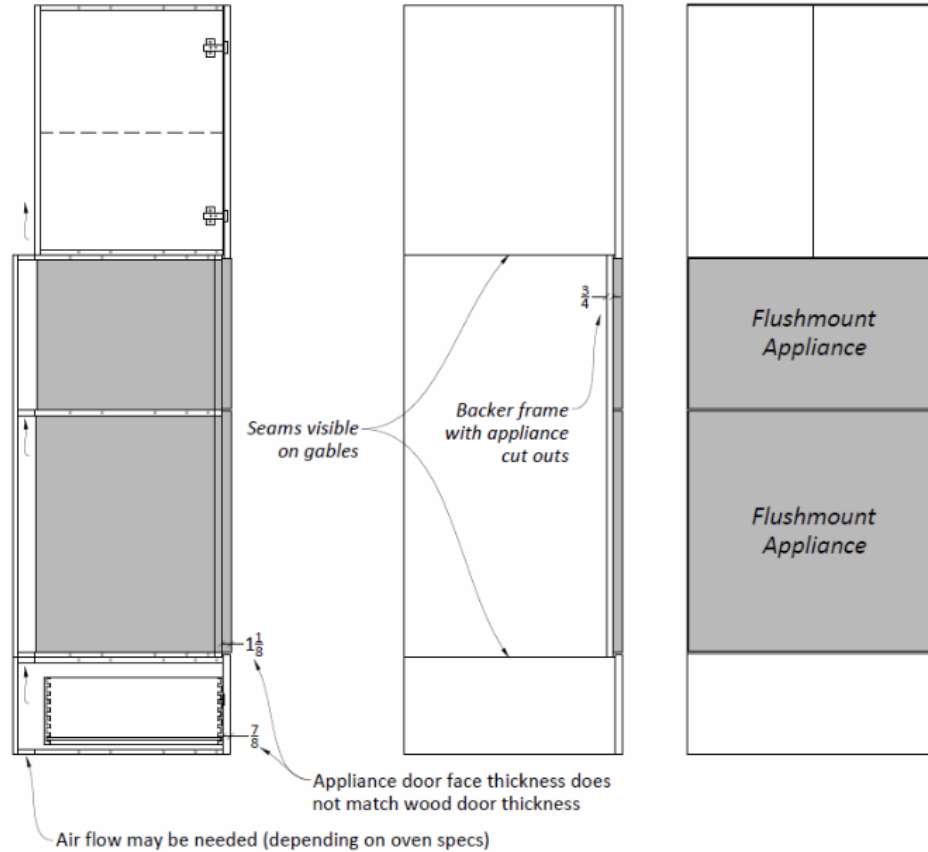 Flushmount
Appliance
3/4
Seams visible
on gables
Backer frame
with appliance
cut outs
Flushmount
Appliance
1 1/8
7/8
Appliance door face thickness does
not match wood door thickness
Air flow may be needed (depending on oven specs)